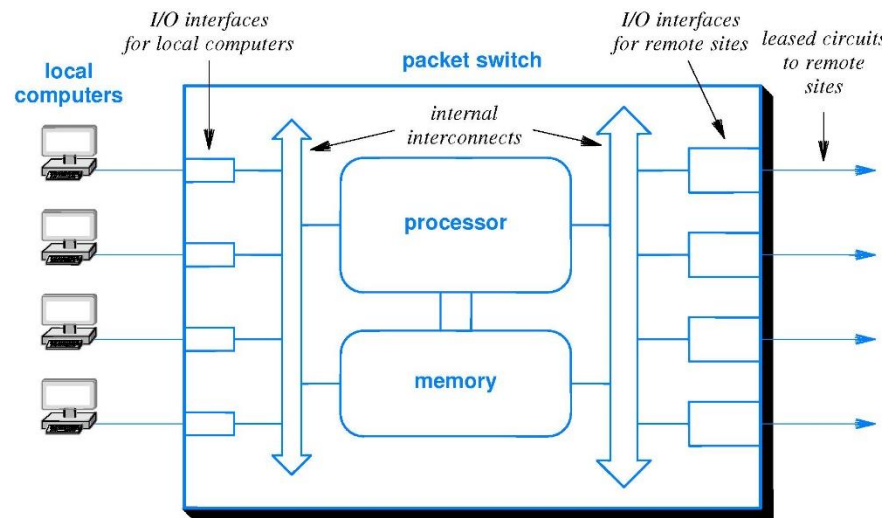 I/O interfaces
for local computers
I/O interfaces
for remote sites
leased circuits
to remote
sites
local
computers
packet switch
internal
interconnects
processor
memory